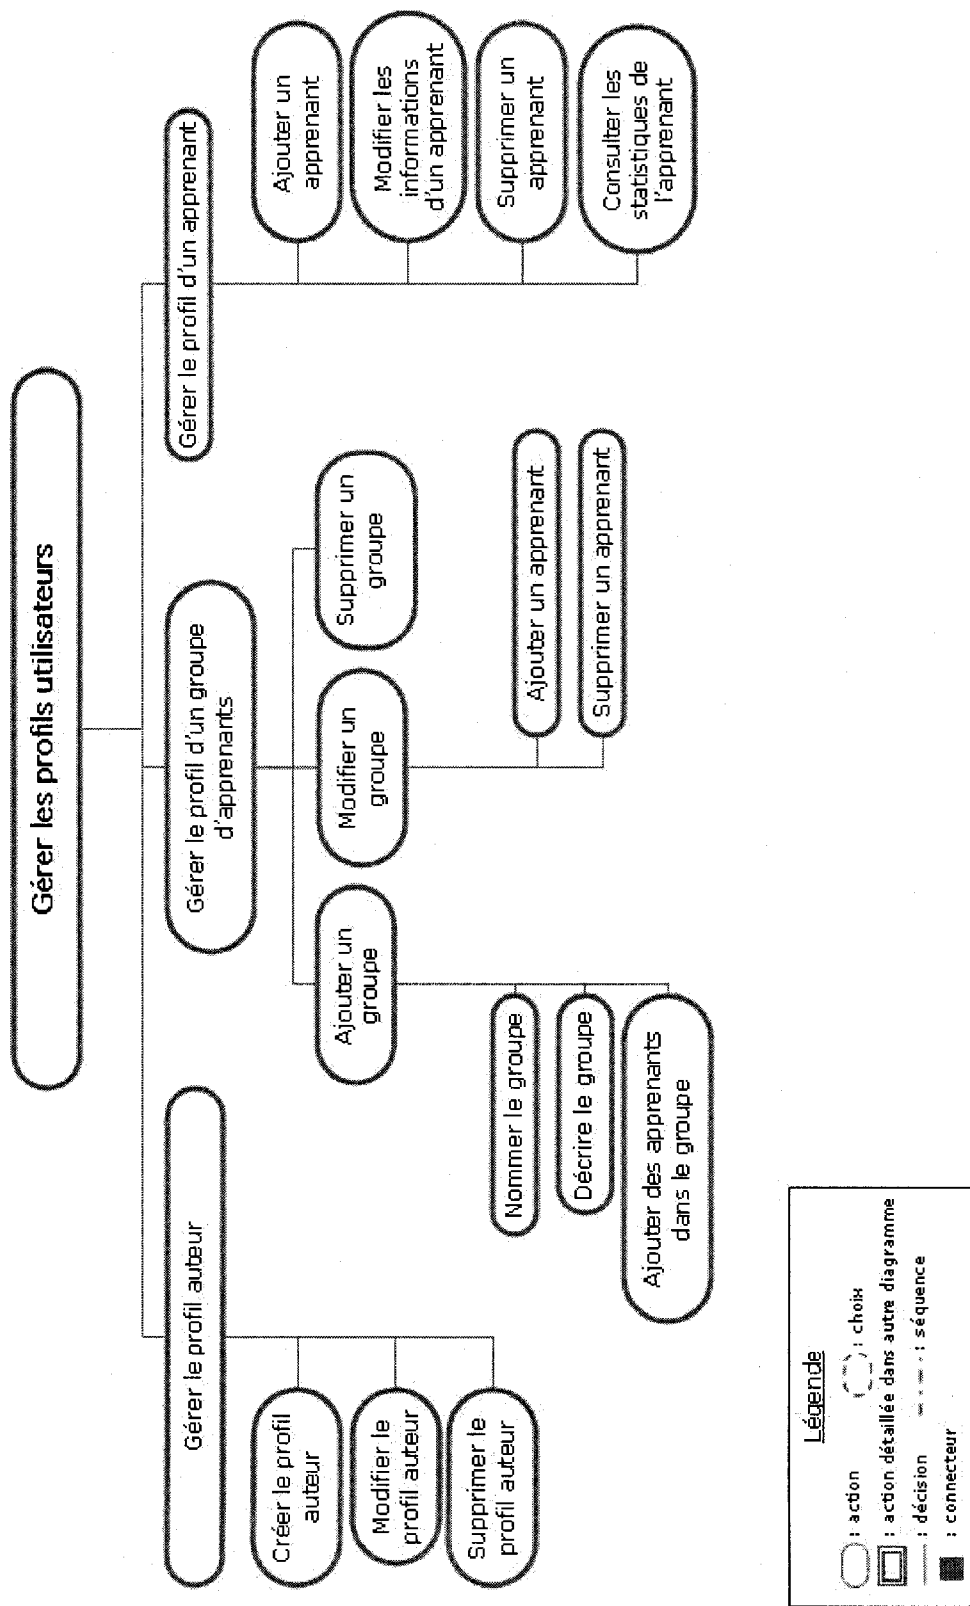 Gérer les profils utilisateurs
Gérer le profil auteur
Créer le profil
auteur
Modifier le
profil auteur
Supprimer le
profil auteur
Gérer le profil d'un groupe
d'apprenants
Ajouter un
groupe
Nommer le groupe
Décrire le groupe
Ajouter des apprenants
dans le groupe
Modifier un
groupe
Ajouter un apprenant
Supprimer un apprenant
Supprimer un
groupe
Gérer le profil d'un apprenant
Ajouter un
apprenant
Modifier les
informations
d'un apprenant
Supprimer un
apprenant
Consulter les
statistiques de
l'apprenant
Légende
: action
: choix
: action détaillée dans autre diagramme
: décision
: séquence
: connecteur